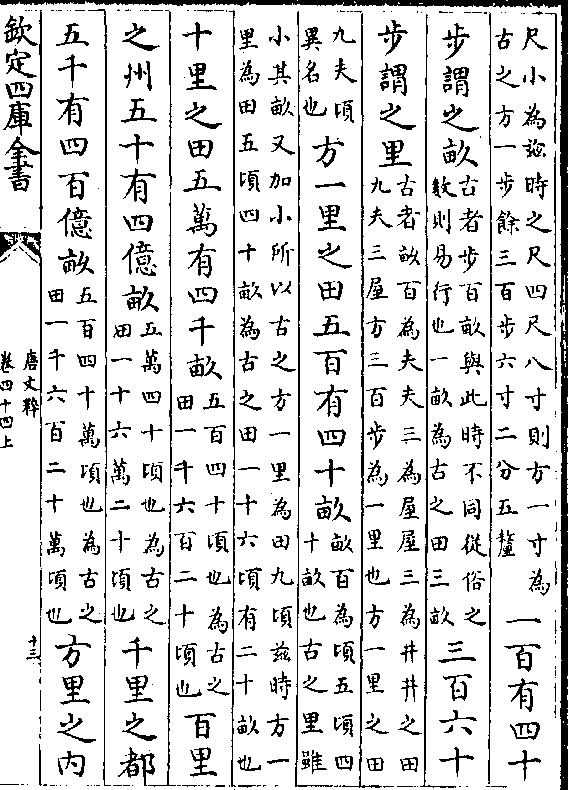 尺小為茲時之尺四尺八寸則方一寸為
古之方一步餘三百步六寸二分五釐
一百有四十
步謂之畝
古者步百畝與此時不同從俗之
數則易行也一畝為古之田三畝
三百六十
步謂之里
古者畝百為夫夫三為屋屋三為井井之田
九夫三屋方三百步為一里也方一里之田
九夫頃
異名也
方一里之田五百有四十畝
畝百為頃五頃四
十畝也古之里雖
小其畝又加小所以古之方一里為田九頃茲時方一
里為田五頃四十畝為古之田一十六頃有二十畝也
十里之田五萬有四千畝
五百四十頃也為古之
田一千六百二十頃也
百里
之州五十有四億畝
五萬四十頃也為古之
田一十六萬二十頃也
千里之都
五千有四百億畝
五百四十萬頃也為古之
田一千六百二十萬頃也
方里之內
欽定四庫全書
唐文粹
卷四十四上
十三